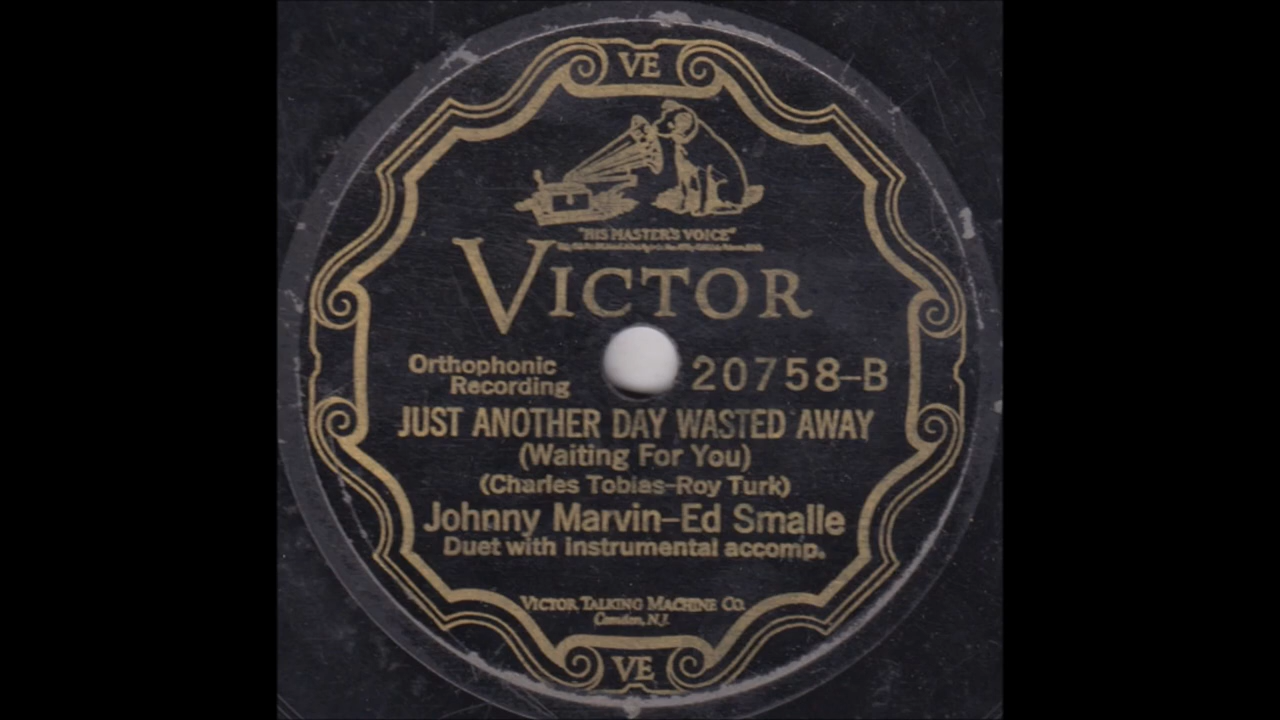 VE
"HIS MASTER'S VOICE"
VICTOR
Orthophonic
Recording
20758-B
JUST ANOTHER DAY WASTED AWAY
(Waiting For You)
(Charles Tobias-Roy Turk)
Johnny Marvin-Ed Smalle
Duet with instrumental accomp.
VICTOR TALKING MACHINE CO.
Camden, N.J.
VE